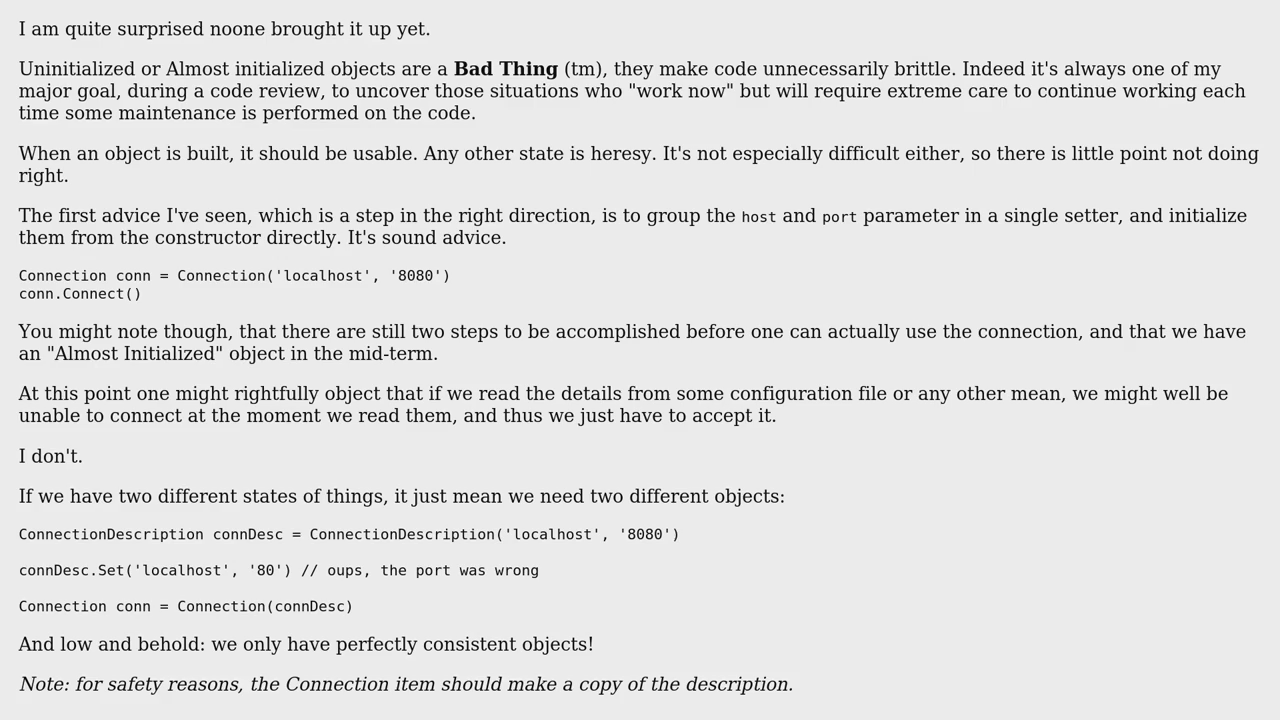 I am quite surprised noone brought it up yet.
Uninitialized or Almost initialized objects are a Bad Thing (tm), they make code unnecessarily brittle. Indeed it's always one of my
major goal, during a code review, to uncover those situations who "work now" but will require extreme care to continue working each
time some maintenance is performed on the code.
When an object is built, it should be usable. Any other state is heresy. It's not especially difficult either, so there is little point not doing
right.
The first advice I've seen, which is a step in the right direction, is to group the host and port parameter in a single setter, and initialize
them from the constructor directly. It's sound advice.
Connection conn = Connection('localhost', '8080')
conn.Connect()
You might note though, that there are still two steps to be accomplished before one can actually use the connection, and that we have
an "Almost Initialized" object in the mid-term.
At this point one might rightfully object that if we read the details from some configuration file or any other mean, we might well be
unable to connect at the moment we read them, and thus we just have to accept it.
I don't.
If we have two different states of things, it just mean we need two different objects:
ConnectionDescription connDesc = ConnectionDescription('localhost', '8080')
connDesc.Set('localhost', '80') // oups, the port was wrong
Connection conn = Connection(connDesc)
And low and behold: we only have perfectly consistent objects!
Note: for safety reasons, the Connection item should make a copy of the description.